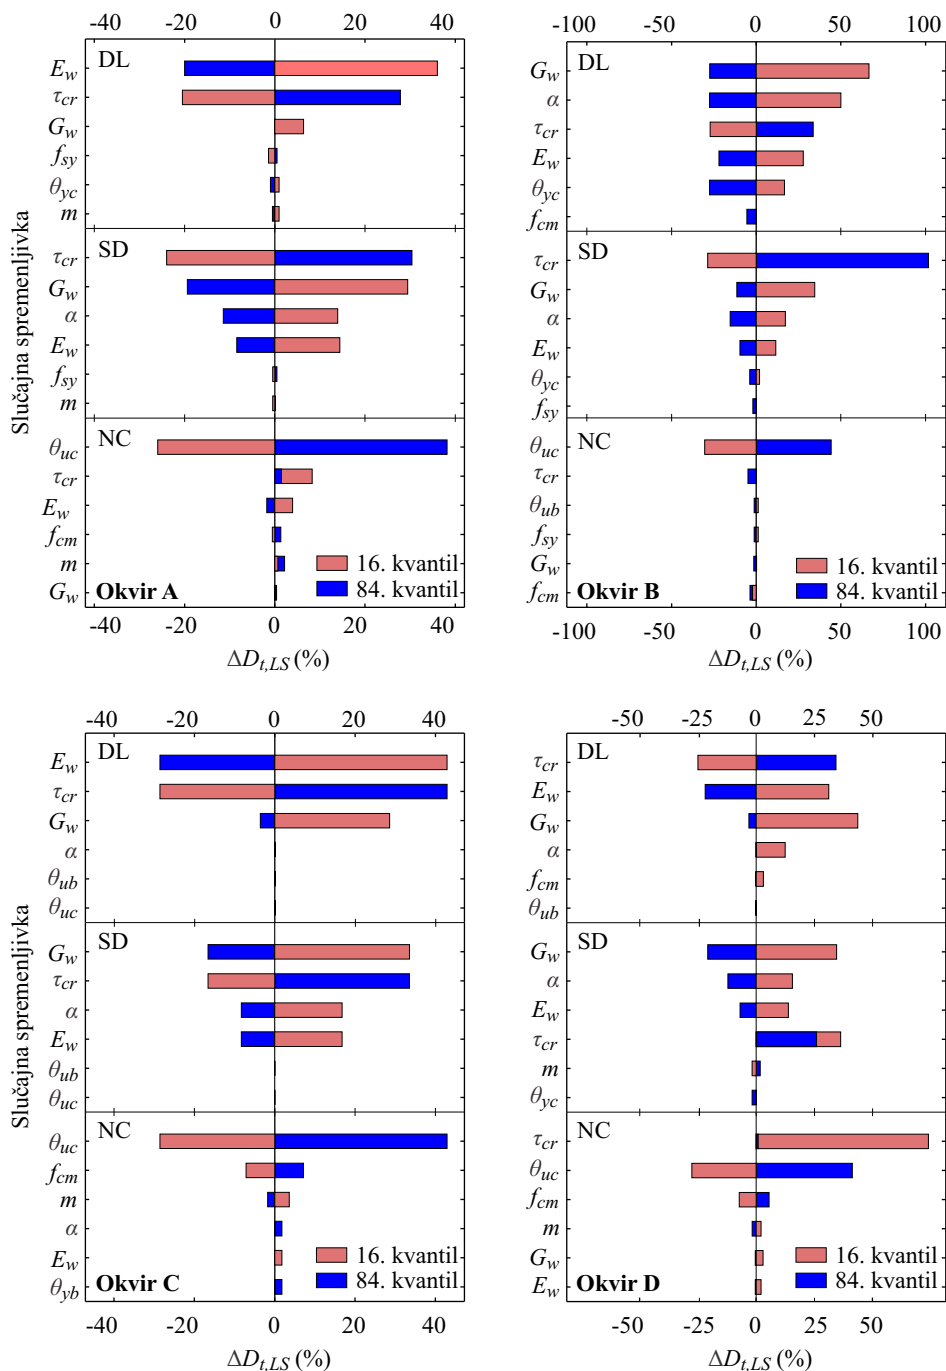 -40 -20 0 20 40
DL
E_w
τ_cr
G_w
f_sy
θ_yc
m
SD
τ_cr
G_w
α
E_w
f_sy
m
NC
θ_uc
τ_cr
E_w
f_cm
m
G_w
16. kvantil
84. kvantil
Okvir A
-40 -20 0 20 40
ΔD_t,LS (%)
Slučajna spremenljivka
-100 -50 0 50 100
DL
G_w
α
τ_cr
E_w
θ_yc
f_cm
SD
τ_cr
G_w
α
E_w
θ_yc
f_sy
NC
θ_uc
τ_cr
θ_ub
f_sy
G_w
f_cm
16. kvantil
84. kvantil
Okvir B
-100 -50 0 50 100
ΔD_t,LS (%)
-40 -20 0 20 40
DL
E_w
τ_cr
G_w
α
θ_ub
θ_uc
SD
G_w
τ_cr
α
E_w
θ_ub
θ_uc
NC
θ_uc
f_cm
m
α
E_w
θ_yb
16. kvantil
84. kvantil
Okvir C
-40 -20 0 20 40
ΔD_t,LS (%)
Slučajna spremenljivka
-50 -25 0 25 50
DL
τ_cr
E_w
G_w
α
f_cm
θ_ub
SD
G_w
α
E_w
τ_cr
m
θ_yc
NC
τ_cr
θ_uc
f_cm
m
G_w
E_w
16. kvantil
84. kvantil
Okvir D
-50 -25 0 25 50
ΔD_t,LS (%)